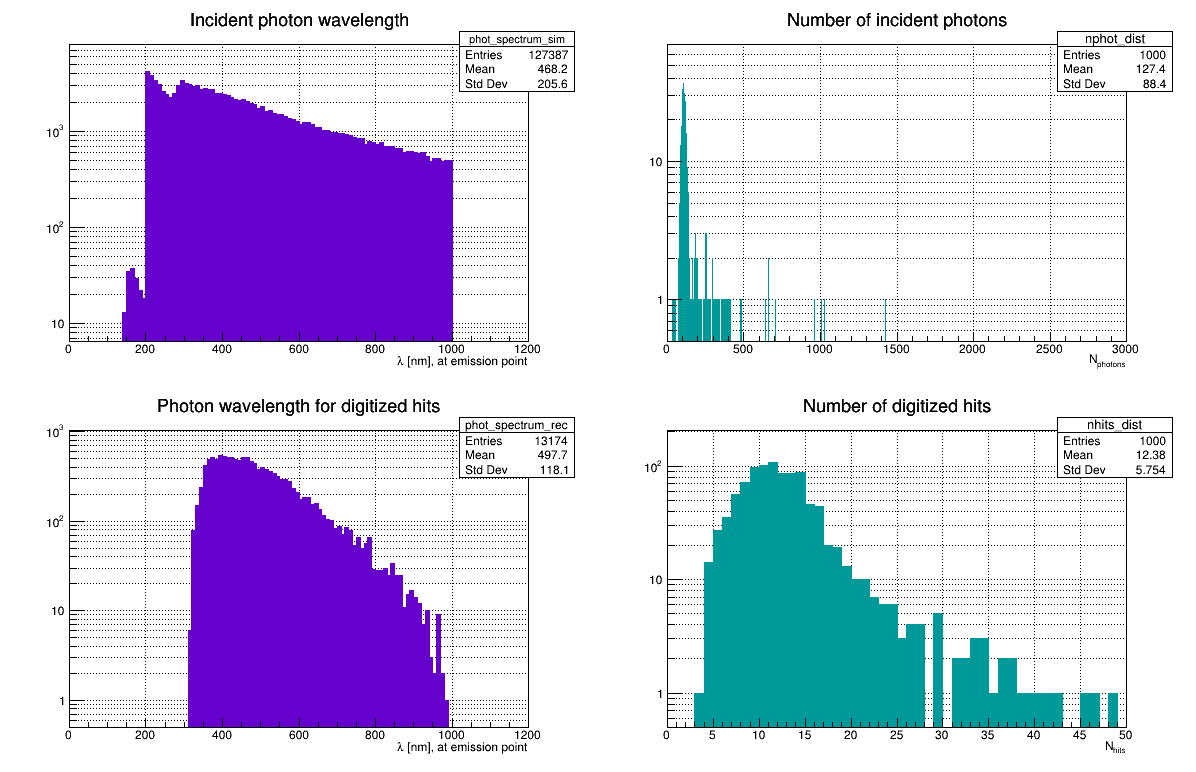 Incident photon wavelength
phot_spectrum_sim
Entries 127387
Mean 468.2
Std Dev 205.6
10³
10²
10
0 200 400 600 800 1000 1200
λ [nm], at emission point
Number of incident photons
nphot_dist
Entries 1000
Mean 127.4
Std Dev 88.4
10
1
0 500 1000 1500 2000 2500 3000
Nphotons
Photon wavelength for digitized hits
phot_spectrum_rec
Entries 13174
Mean 497.7
Std Dev 118.1
10³
10²
10
1
0 200 400 600 800 1000 1200
λ [nm], at emission point
Number of digitized hits
nhits_dist
Entries 1000
Mean 12.38
Std Dev 5.754
10²
10
1
0 5 10 15 20 25 30 35 40 45 50
Nhits